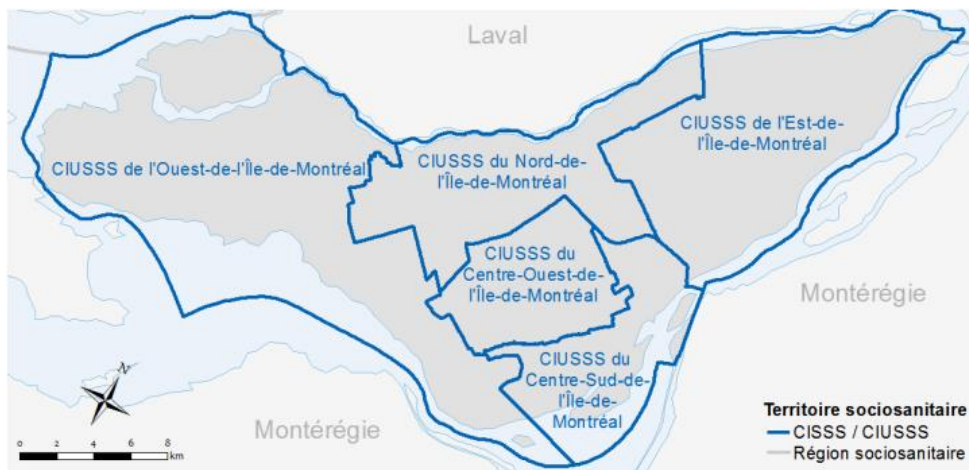 Laval
CIUSSS de l'Est-de-
l'Île-de-Montréal
CIUSSS de l'Ouest-de-l'Île-de-Montréal
CIUSSS du Nord-de-
l'Île-de-Montréal
CIUSSS du
Centre-Ouest-de-
l'Île-de-Montréal
Montérégie
CIUSSS du
Centre-Sud-de-
l'Île-de-
Montréal
N
Montérégie
0 2 4 6 8
km
Territoire sociosanitaire
CISSS / CIUSSS
Région sociosanitaire